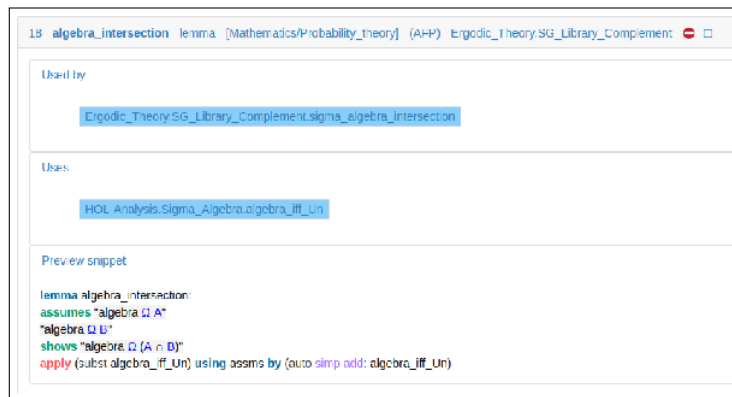 18 algebra_intersection lemma [Mathematics/Probability_theory] (AFP) Ergodic_Theory.SG_Library_Complement
Used by
Ergodic_Theory.SG_Library_Complement.sigma_algebra_intersection
Uses
HOL-Analysis.Sigma_Algebra.algebra_iff_Un
Preview snippet
lemma algebra_intersection:
assumes "algebra Ω A"
"algebra Ω B"
shows "algebra Ω (A ∩ B)"
apply (subst algebra_iff_Un) using assms by (auto simp add: algebra_iff_Un)